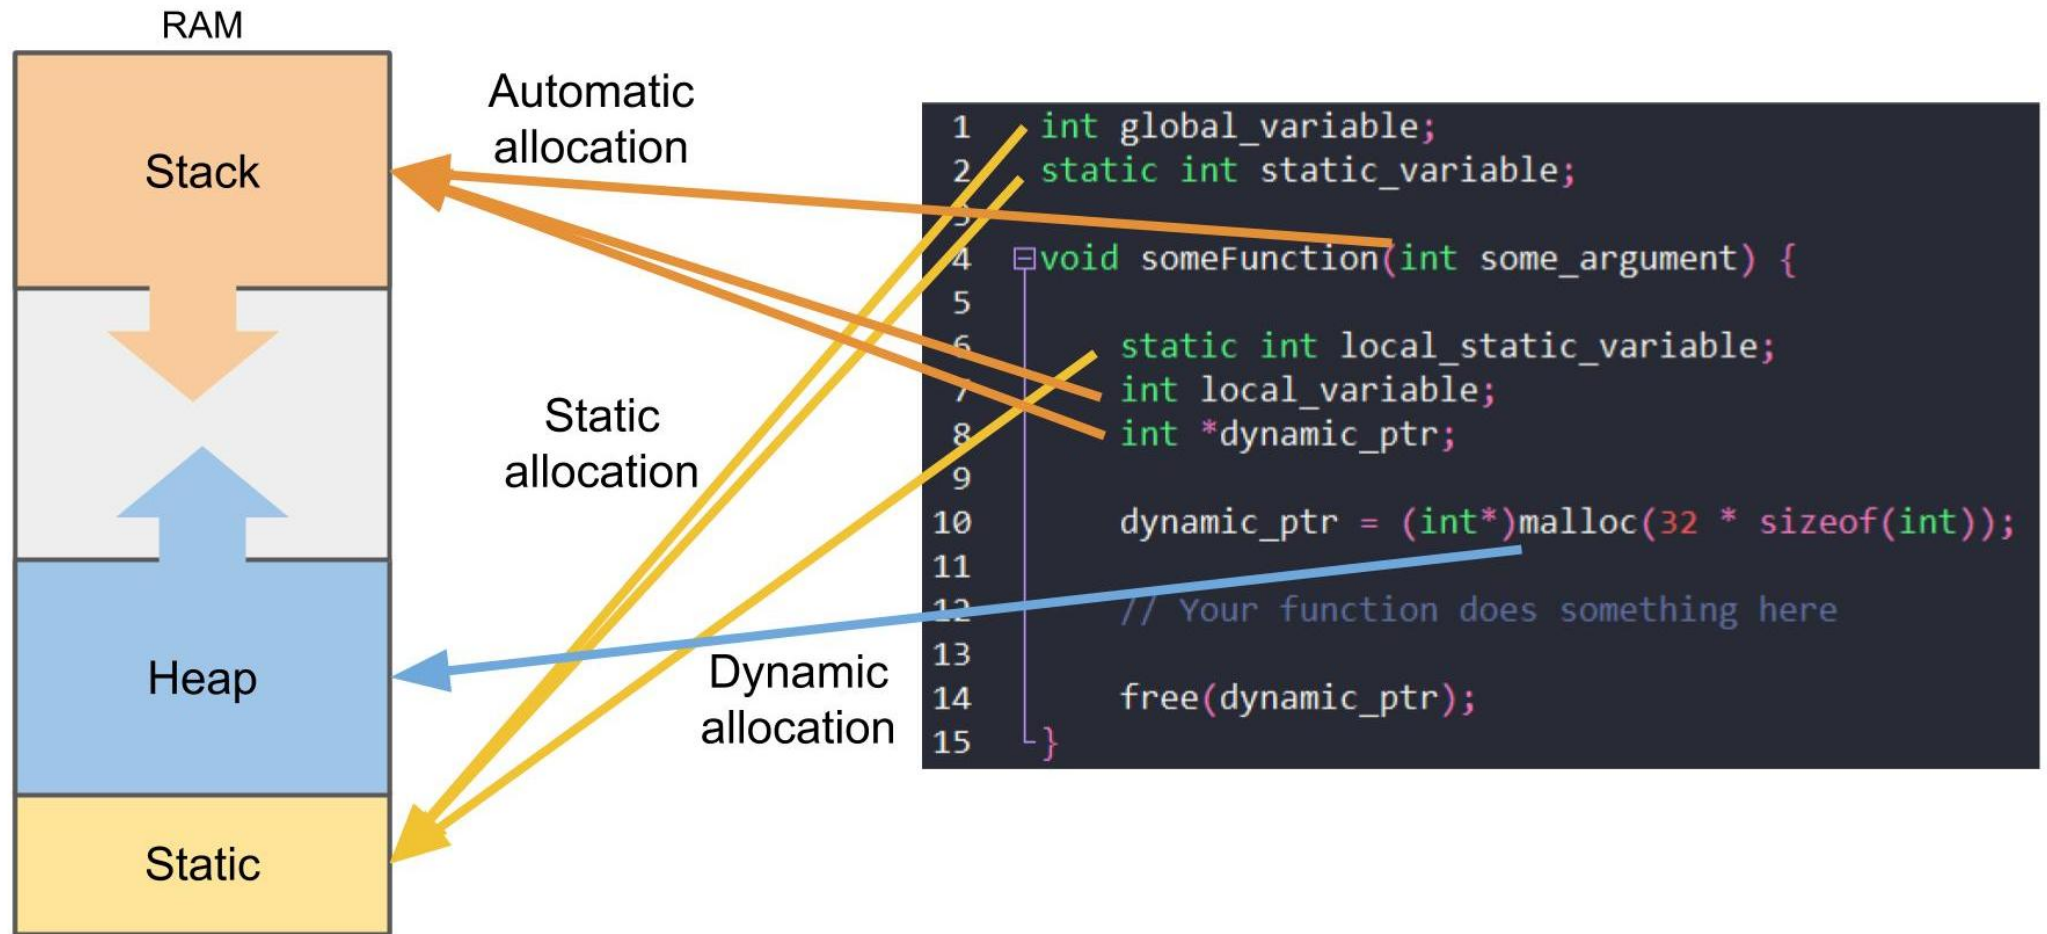 RAM
Stack
Heap
Static
Automatic
allocation
Static
allocation
Dynamic
allocation
1 int global_variable;
2 static int static_variable;
3
4 void someFunction(int some_argument) {
5
6 static int local_static_variable;
7 int local_variable;
8 int *dynamic_ptr;
9
10 dynamic_ptr = (int*)malloc(32 * sizeof(int));
11
12 // Your function does something here
13
14 free(dynamic_ptr);
15 }